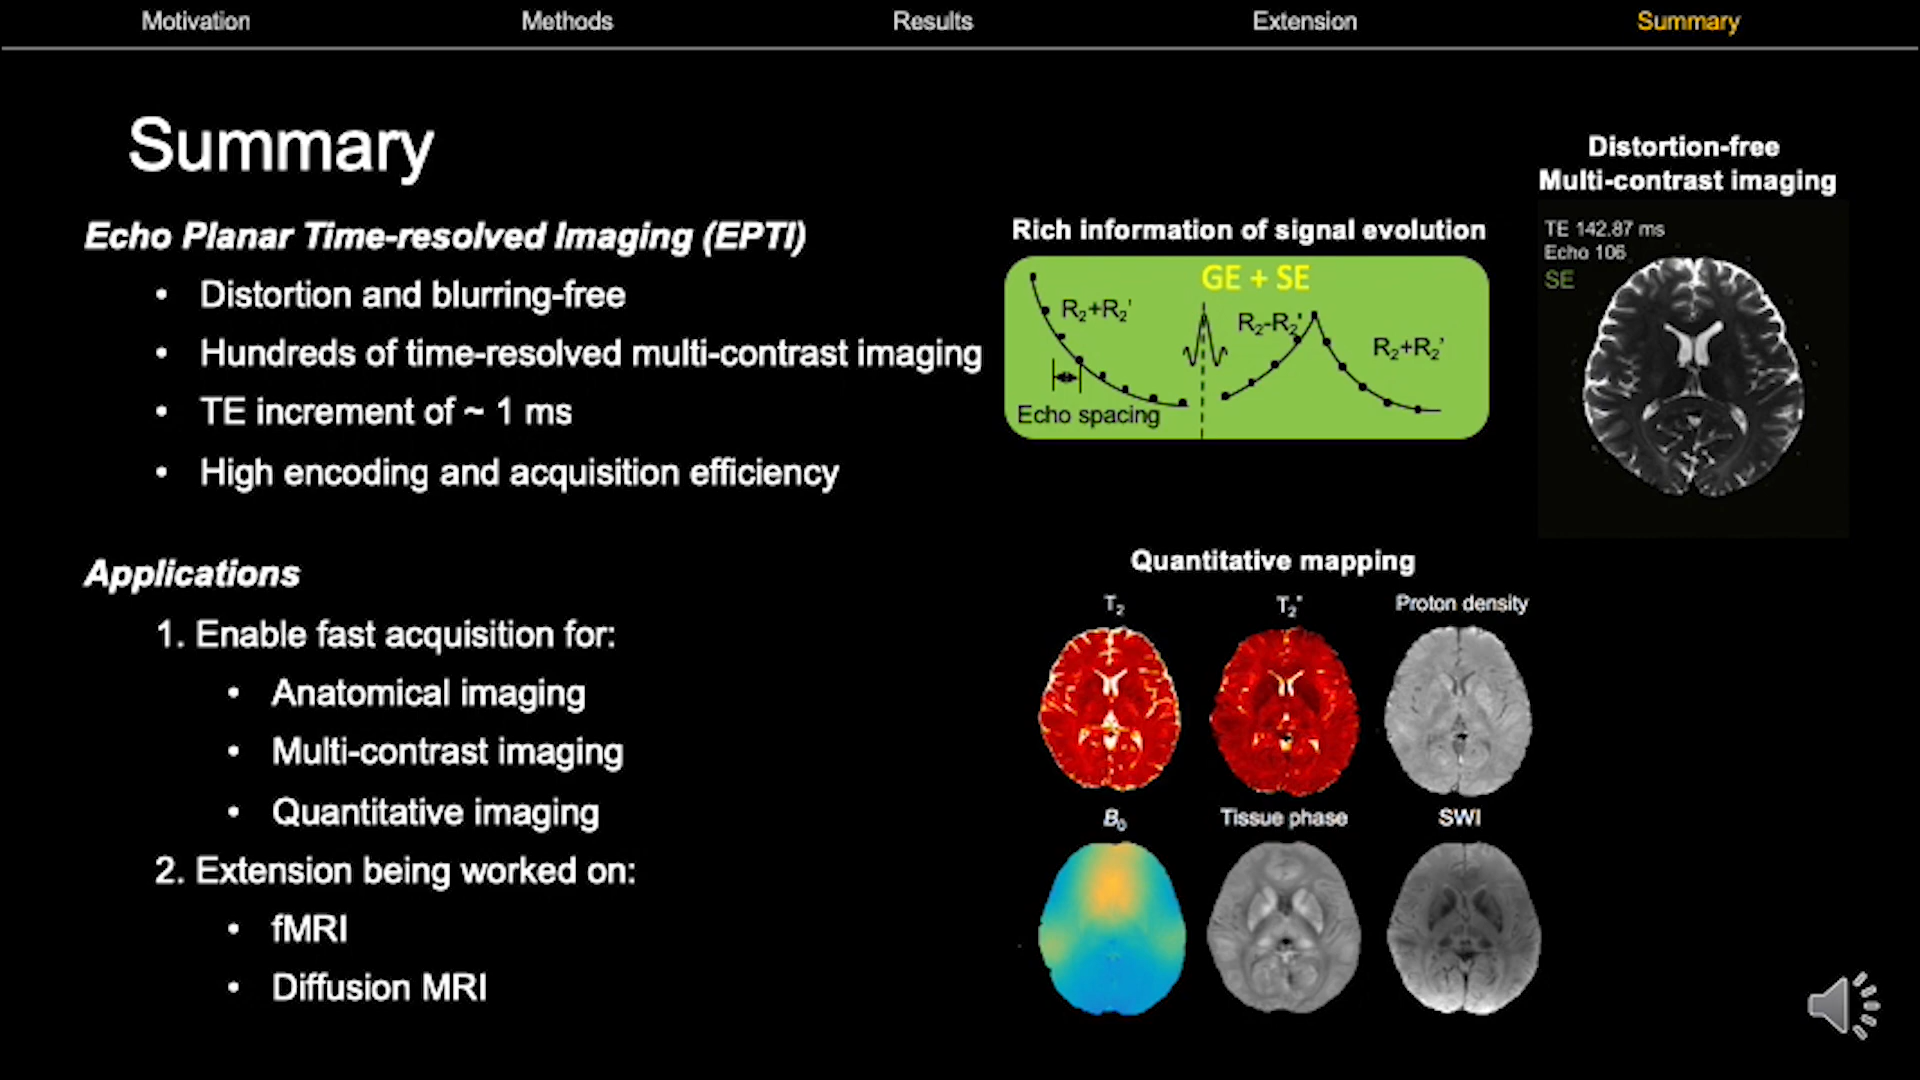 Motivation
Methods
Results
Extension
Summary
Summary
Echo Planar Time-resolved Imaging (EPTI)
• Distortion and blurring-free
• Hundreds of time-resolved multi-contrast imaging
• TE increment of ~ 1 ms
• High encoding and acquisition efficiency
Applications
1. Enable fast acquisition for:
• Anatomical imaging
• Multi-contrast imaging
• Quantitative imaging
2. Extension being worked on:
• fMRI
• Diffusion MRI
Rich information of signal evolution
GE + SE
R₂+R₂'
R₂-R₂'
R₂+R₂'
Echo spacing
Distortion-free
Multi-contrast imaging
TE 142.87 ms
Echo 106
SE
Quantitative mapping
T₂
T₂*
Proton density
B₀
Tissue phase
SWI